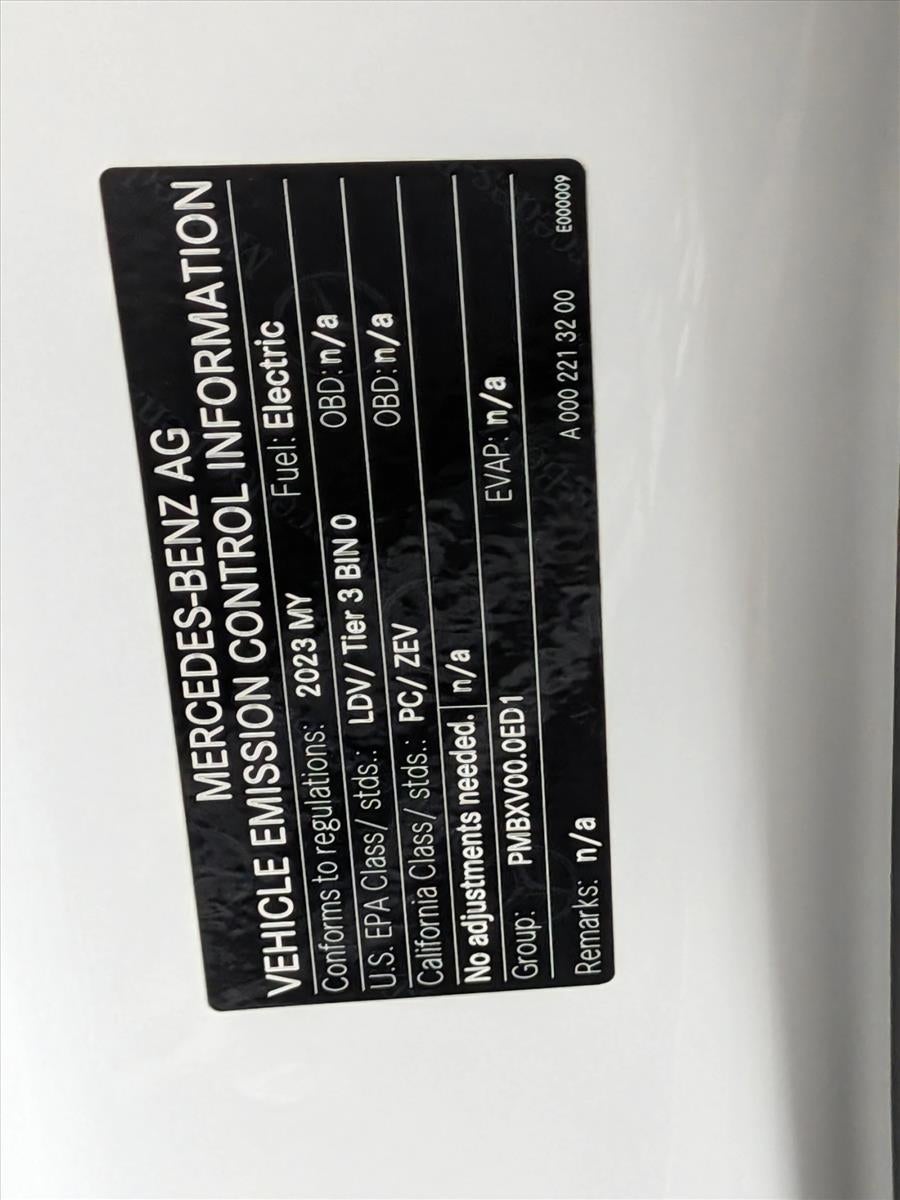 MERCEDES-BENZ AG
VEHICLE EMISSION CONTROL INFORMATION
Conforms to regulations: 2023 MY Fuel: Electric
U.S. EPA Class/ stds.: LDV/ Tier 3 BIN 0 OBD: n/a
California Class/ stds.: PC/ ZEV OBD: n/a
No adjustments needed. n/a
Group: PMBXV00.0ED1 EVAP: n/a
Remarks: n/a A 000 221 32 00 E000009